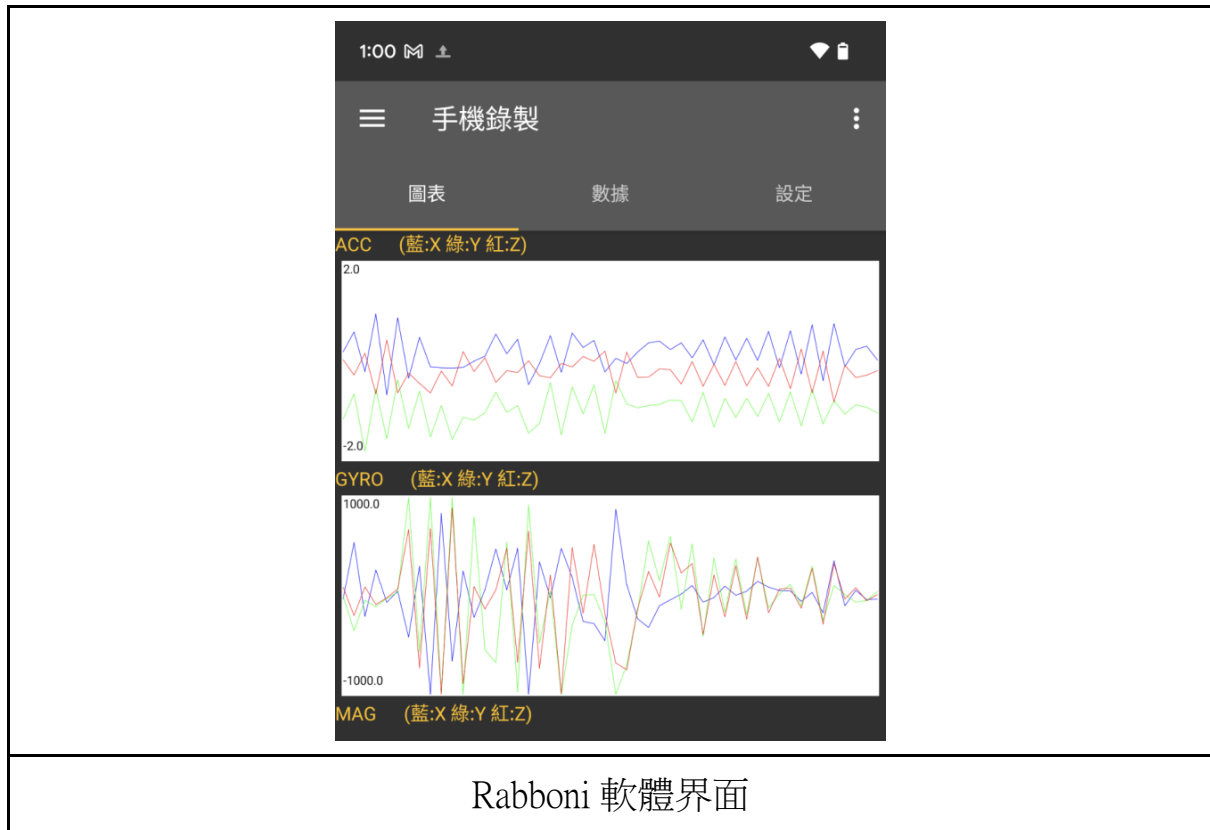 1:00
手機錄製
圖表 數據 設定
ACC (藍:X 綠:Y 紅:Z)
2.0
-2.0
GYRO (藍:X 綠:Y 紅:Z)
1000.0
-1000.0
MAG (藍:X 綠:Y 紅:Z)
Rabboni 軟體界面